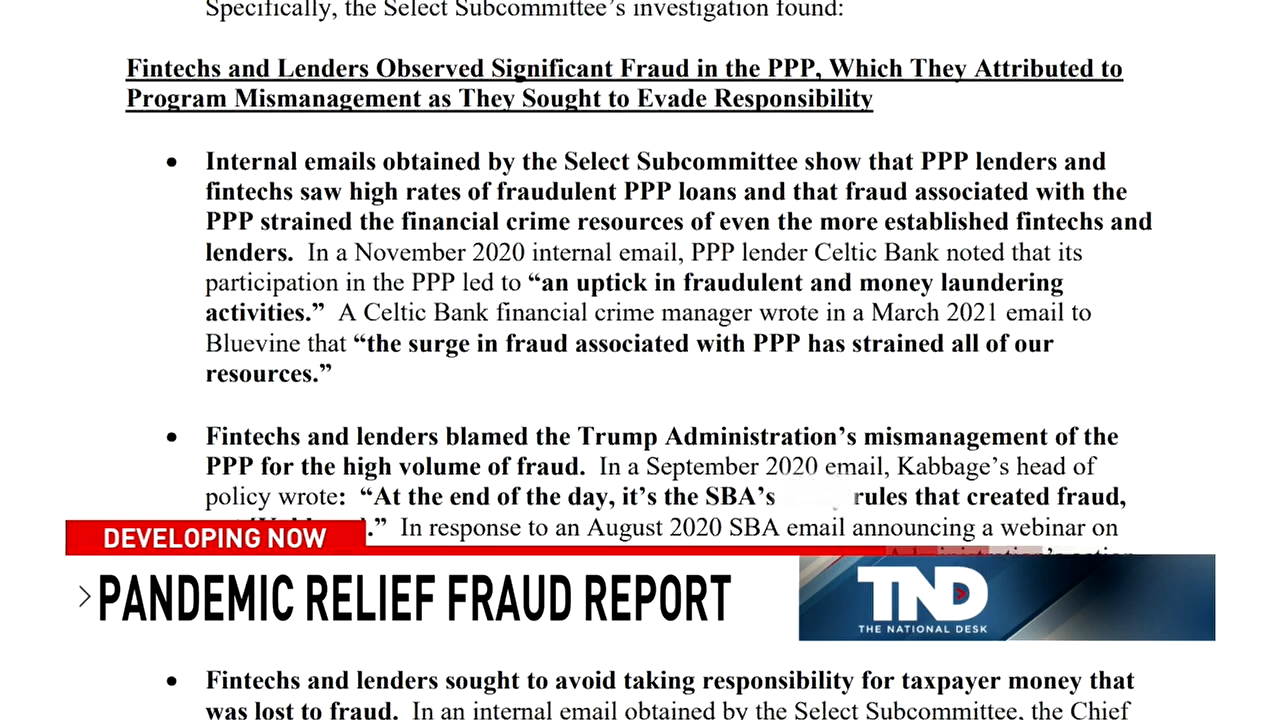 Specifically, the Select Subcommittee's investigation found:
Fintechs and Lenders Observed Significant Fraud in the PPP, Which They Attributed to
Program Mismanagement as They Sought to Evade Responsibility
• Internal emails obtained by the Select Subcommittee show that PPP lenders and
fintechs saw high rates of fraudulent PPP loans and that fraud associated with the
PPP strained the financial crime resources of even the more established fintechs and
lenders. In a November 2020 internal email, PPP lender Celtic Bank noted that its
participation in the PPP led to “an uptick in fraudulent and money laundering
activities.” A Celtic Bank financial crime manager wrote in a March 2021 email to
Bluevine that “the surge in fraud associated with PPP has strained all of our
resources.”
• Fintechs and lenders blamed the Trump Administration’s mismanagement of the
PPP for the high volume of fraud. In a September 2020 email, Kabbage’s head of
policy wrote: “At the end of the day, it’s the SBA’s rules that created fraud,
.” In response to an August 2020 SBA email announcing a webinar on
DEVELOPING NOW
PANDEMIC RELIEF FRAUD REPORT
TND
THE NATIONAL DESK
• Fintechs and lenders sought to avoid taking responsibility for taxpayer money that
was lost to fraud. In an internal email obtained by the Select Subcommittee, the Chief